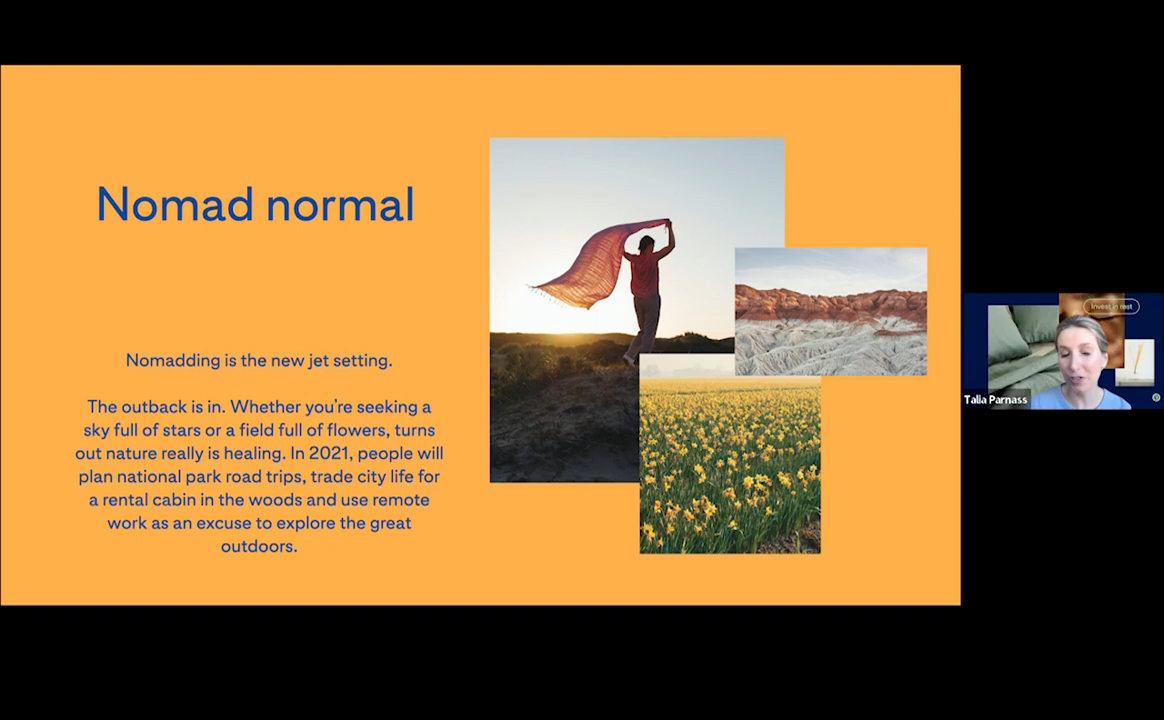 Nomad normal
Nomadding is the new jet setting.
The outback is in. Whether you're seeking a
sky full of stars or a field full of flowers, turns
out nature really is healing. In 2021, people will
plan national park road trips, trade city life for
a rental cabin in the woods and use remote
work as an excuse to explore the great
outdoors.
Invest in rest
Talia Parnass